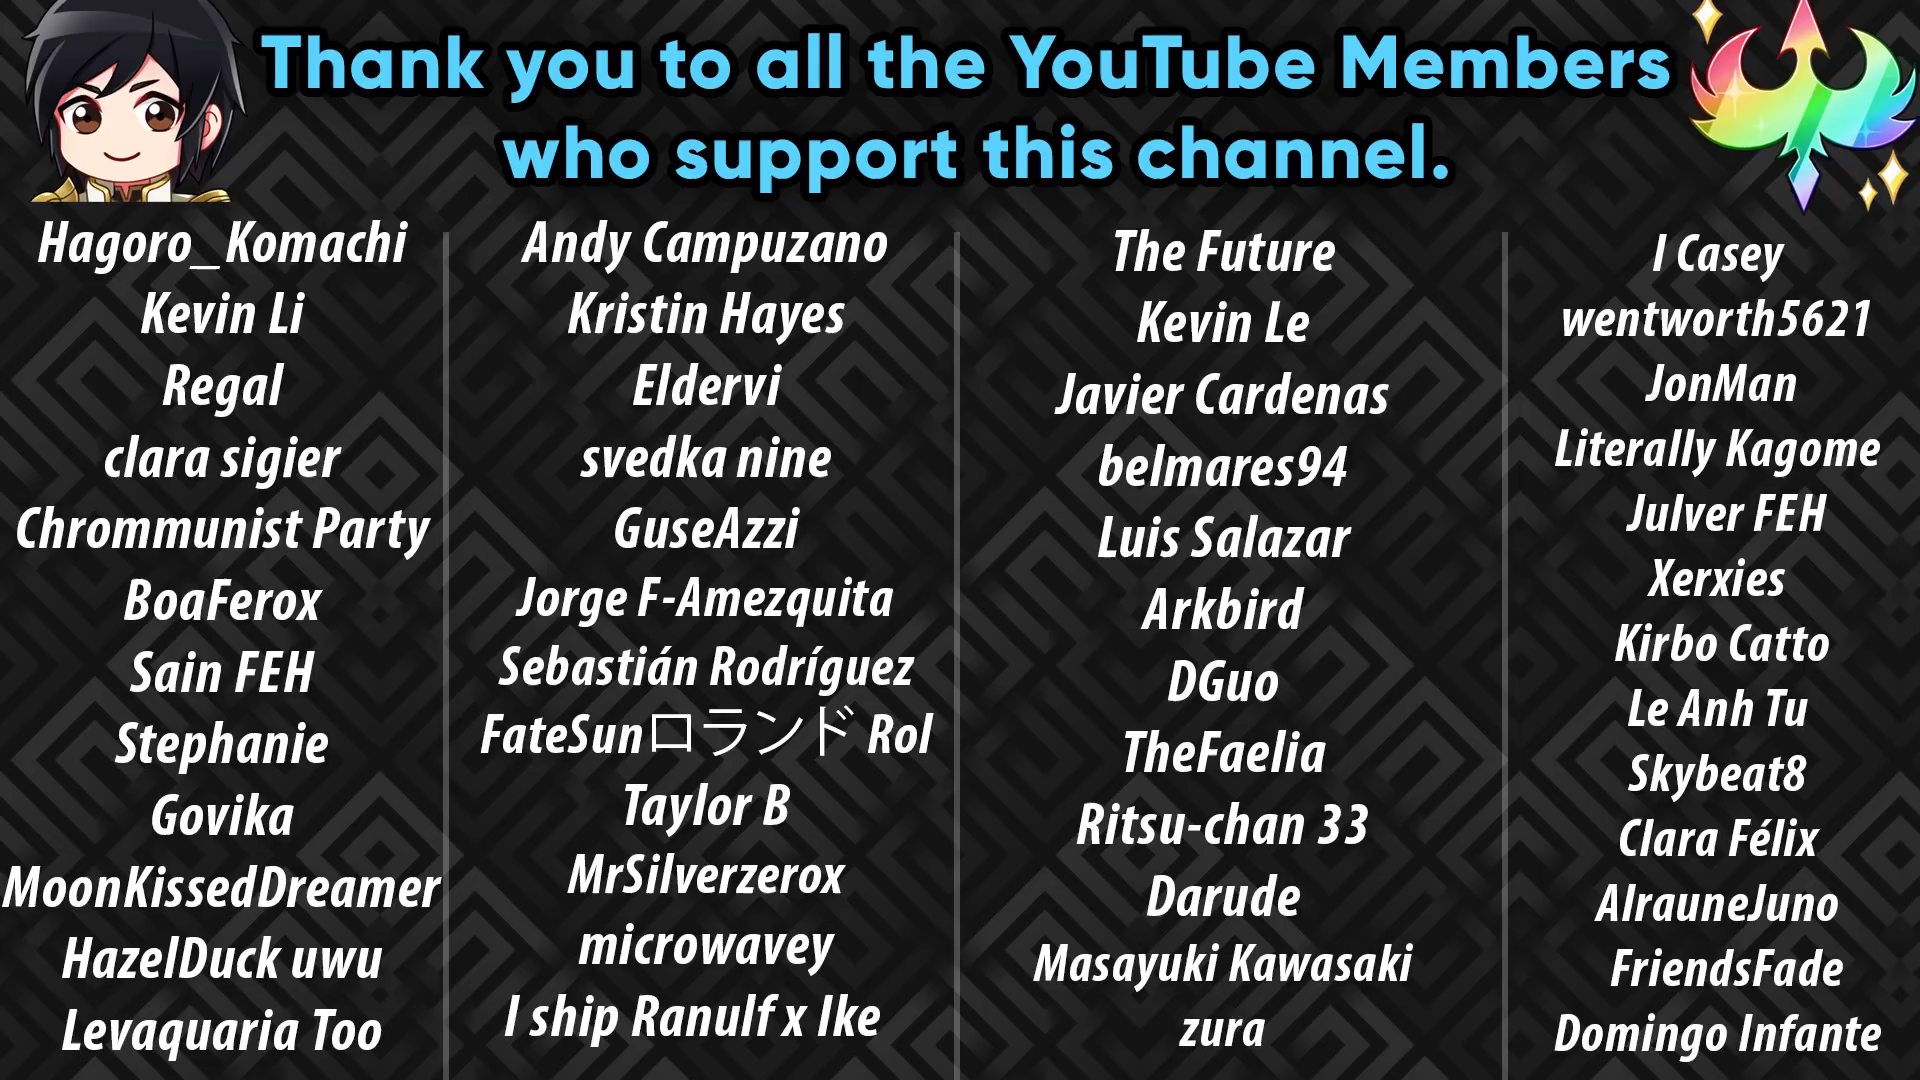 Thank you to all the YouTube Members
who support this channel.
Hagoro_Komachi
Kevin Li
Regal
clara sigier
Chrommunist Party
BoaFerox
Sain FEH
Stephanie
Govika
MoonKissedDreamer
HazelDuck uwu
Levaquaria Too
Andy Campuzano
Kristin Hayes
Eldervi
svedka nine
GuseAzzi
Jorge F-Amezquita
Sebastián Rodríguez
FateSunロランド Rol
Taylor B
MrSilverzerox
microwavey
I ship Ranulf x Ike
The Future
Kevin Le
Javier Cardenas
belmares94
Luis Salazar
Arkbird
DGuo
TheFaelia
Ritsu-chan 33
Darude
Masayuki Kawasaki
zura
I Casey
wentworth5621
JonMan
Literally Kagome
Julver FEH
Xerxies
Kirbo Catto
Le Anh Tu
Skybeat8
Clara Félix
AlrauneJuno
FriendsFade
Domingo Infante